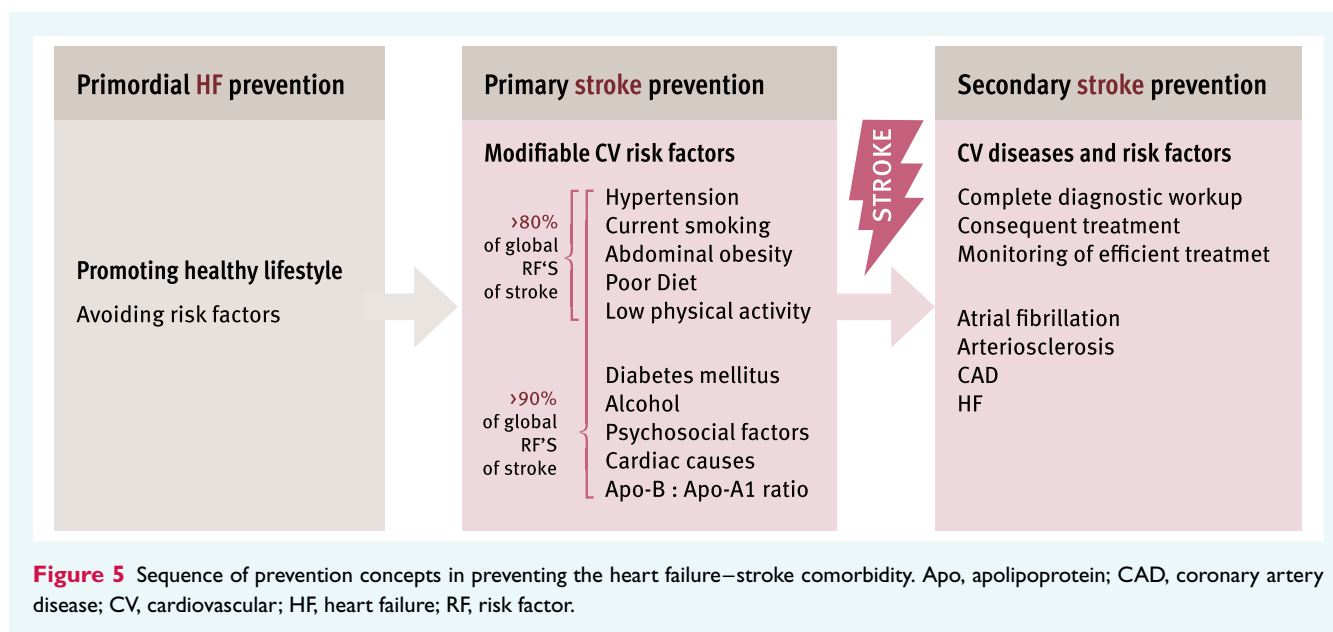 Primordial HF prevention
Promoting healthy lifestyle
Avoiding risk factors
Primary stroke prevention
Modifiable CV risk factors
>80%
of global
RF‘S
of stroke
Hypertension
Current smoking
Abdominal obesity
Poor Diet
Low physical activity
>90%
of global
RF’S
of stroke
Diabetes mellitus
Alcohol
Psychosocial factors
Cardiac causes
Apo-B : Apo-A1 ratio
STROKE
Secondary stroke prevention
CV diseases and risk factors
Complete diagnostic workup
Consequent treatment
Monitoring of efficient treatmet
Atrial fibrillation
Arteriosclerosis
CAD
HF
Figure 5 Sequence of prevention concepts in preventing the heart failure–stroke comorbidity. Apo, apolipoprotein; CAD, coronary artery
disease; CV, cardiovascular; HF, heart failure; RF, risk factor.